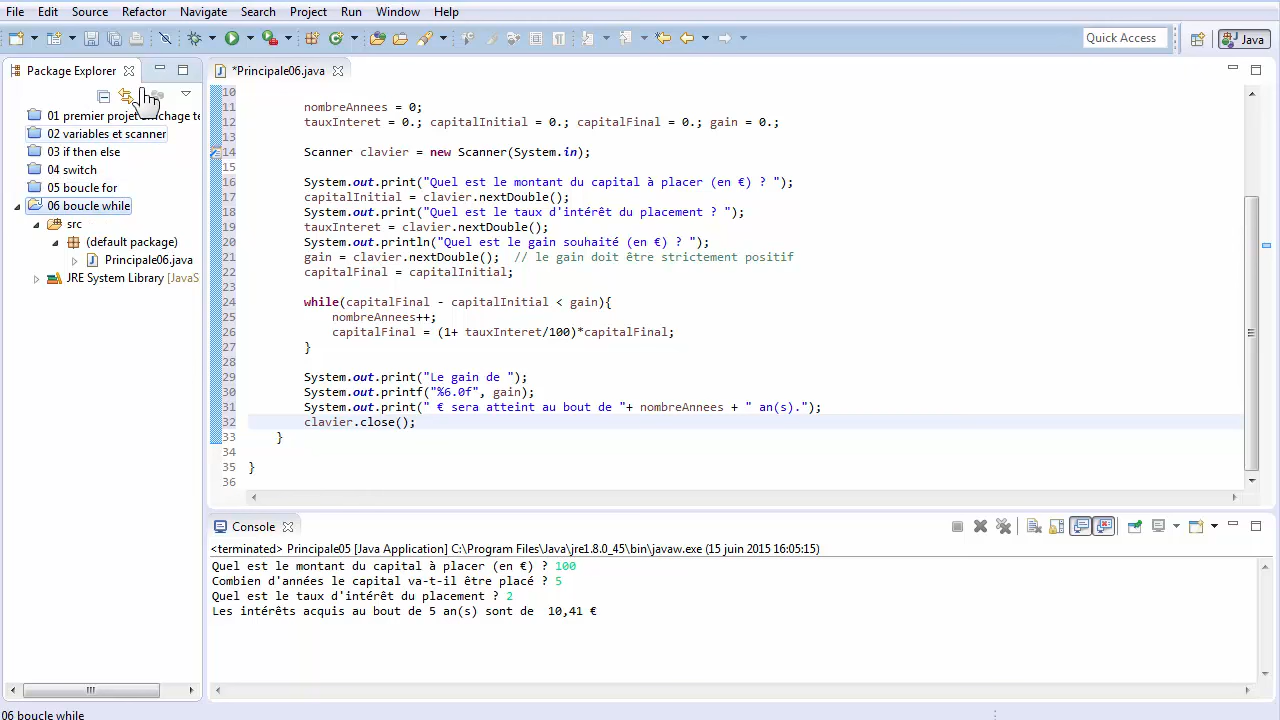 File Edit Source Refactor Navigate Search Project Run Window Help
Quick Access
Java
Package Explorer
*Principale06.java
01 premier projet
02 variables et scanner
03 if then else
04 switch
05 boucle for
06 boucle while
src
(default package)
Principale06.java
JRE System Library [JavaS
10
11 nombreAnnees = 0;
12 tauxInteret = 0.; capitalInitial = 0.; capitalFinal = 0.; gain = 0.;
13
14 Scanner clavier = new Scanner(System.in);
15
16 System.out.print("Quel est le montant du capital à placer (en €) ? ");
17 capitalInitial = clavier.nextDouble();
18 System.out.print("Quel est le taux d'intérêt du placement ? ");
19 tauxInteret = clavier.nextDouble();
20 System.out.println("Quel est le gain souhaité (en €) ? ");
21 gain = clavier.nextDouble(); // le gain doit être strictement positif
22 capitalFinal = capitalInitial;
23
24 while(capitalFinal - capitalInitial < gain){
25 nombreAnnees++;
26 capitalFinal = (1+ tauxInteret/100)*capitalFinal;
27 }
28
29 System.out.print("Le gain de ");
30 System.out.printf("%6.0f", gain);
31 System.out.print(" € sera atteint au bout de "+ nombreAnnees + " an(s).");
32 clavier.close();
33 }
34
35 }
36
Console
<terminated> Principale05 [Java Application] C:\Program Files\Java\jre1.8.0_45\bin\javaw.exe (15 juin 2015 16:05:15)
Quel est le montant du capital à placer (en €) ? 100
Combien d'années le capital va-t-il être placé ? 5
Quel est le taux d'intérêt du placement ? 2
Les intérêts acquis au bout de 5 an(s) sont de 10,41 €
06 boucle while